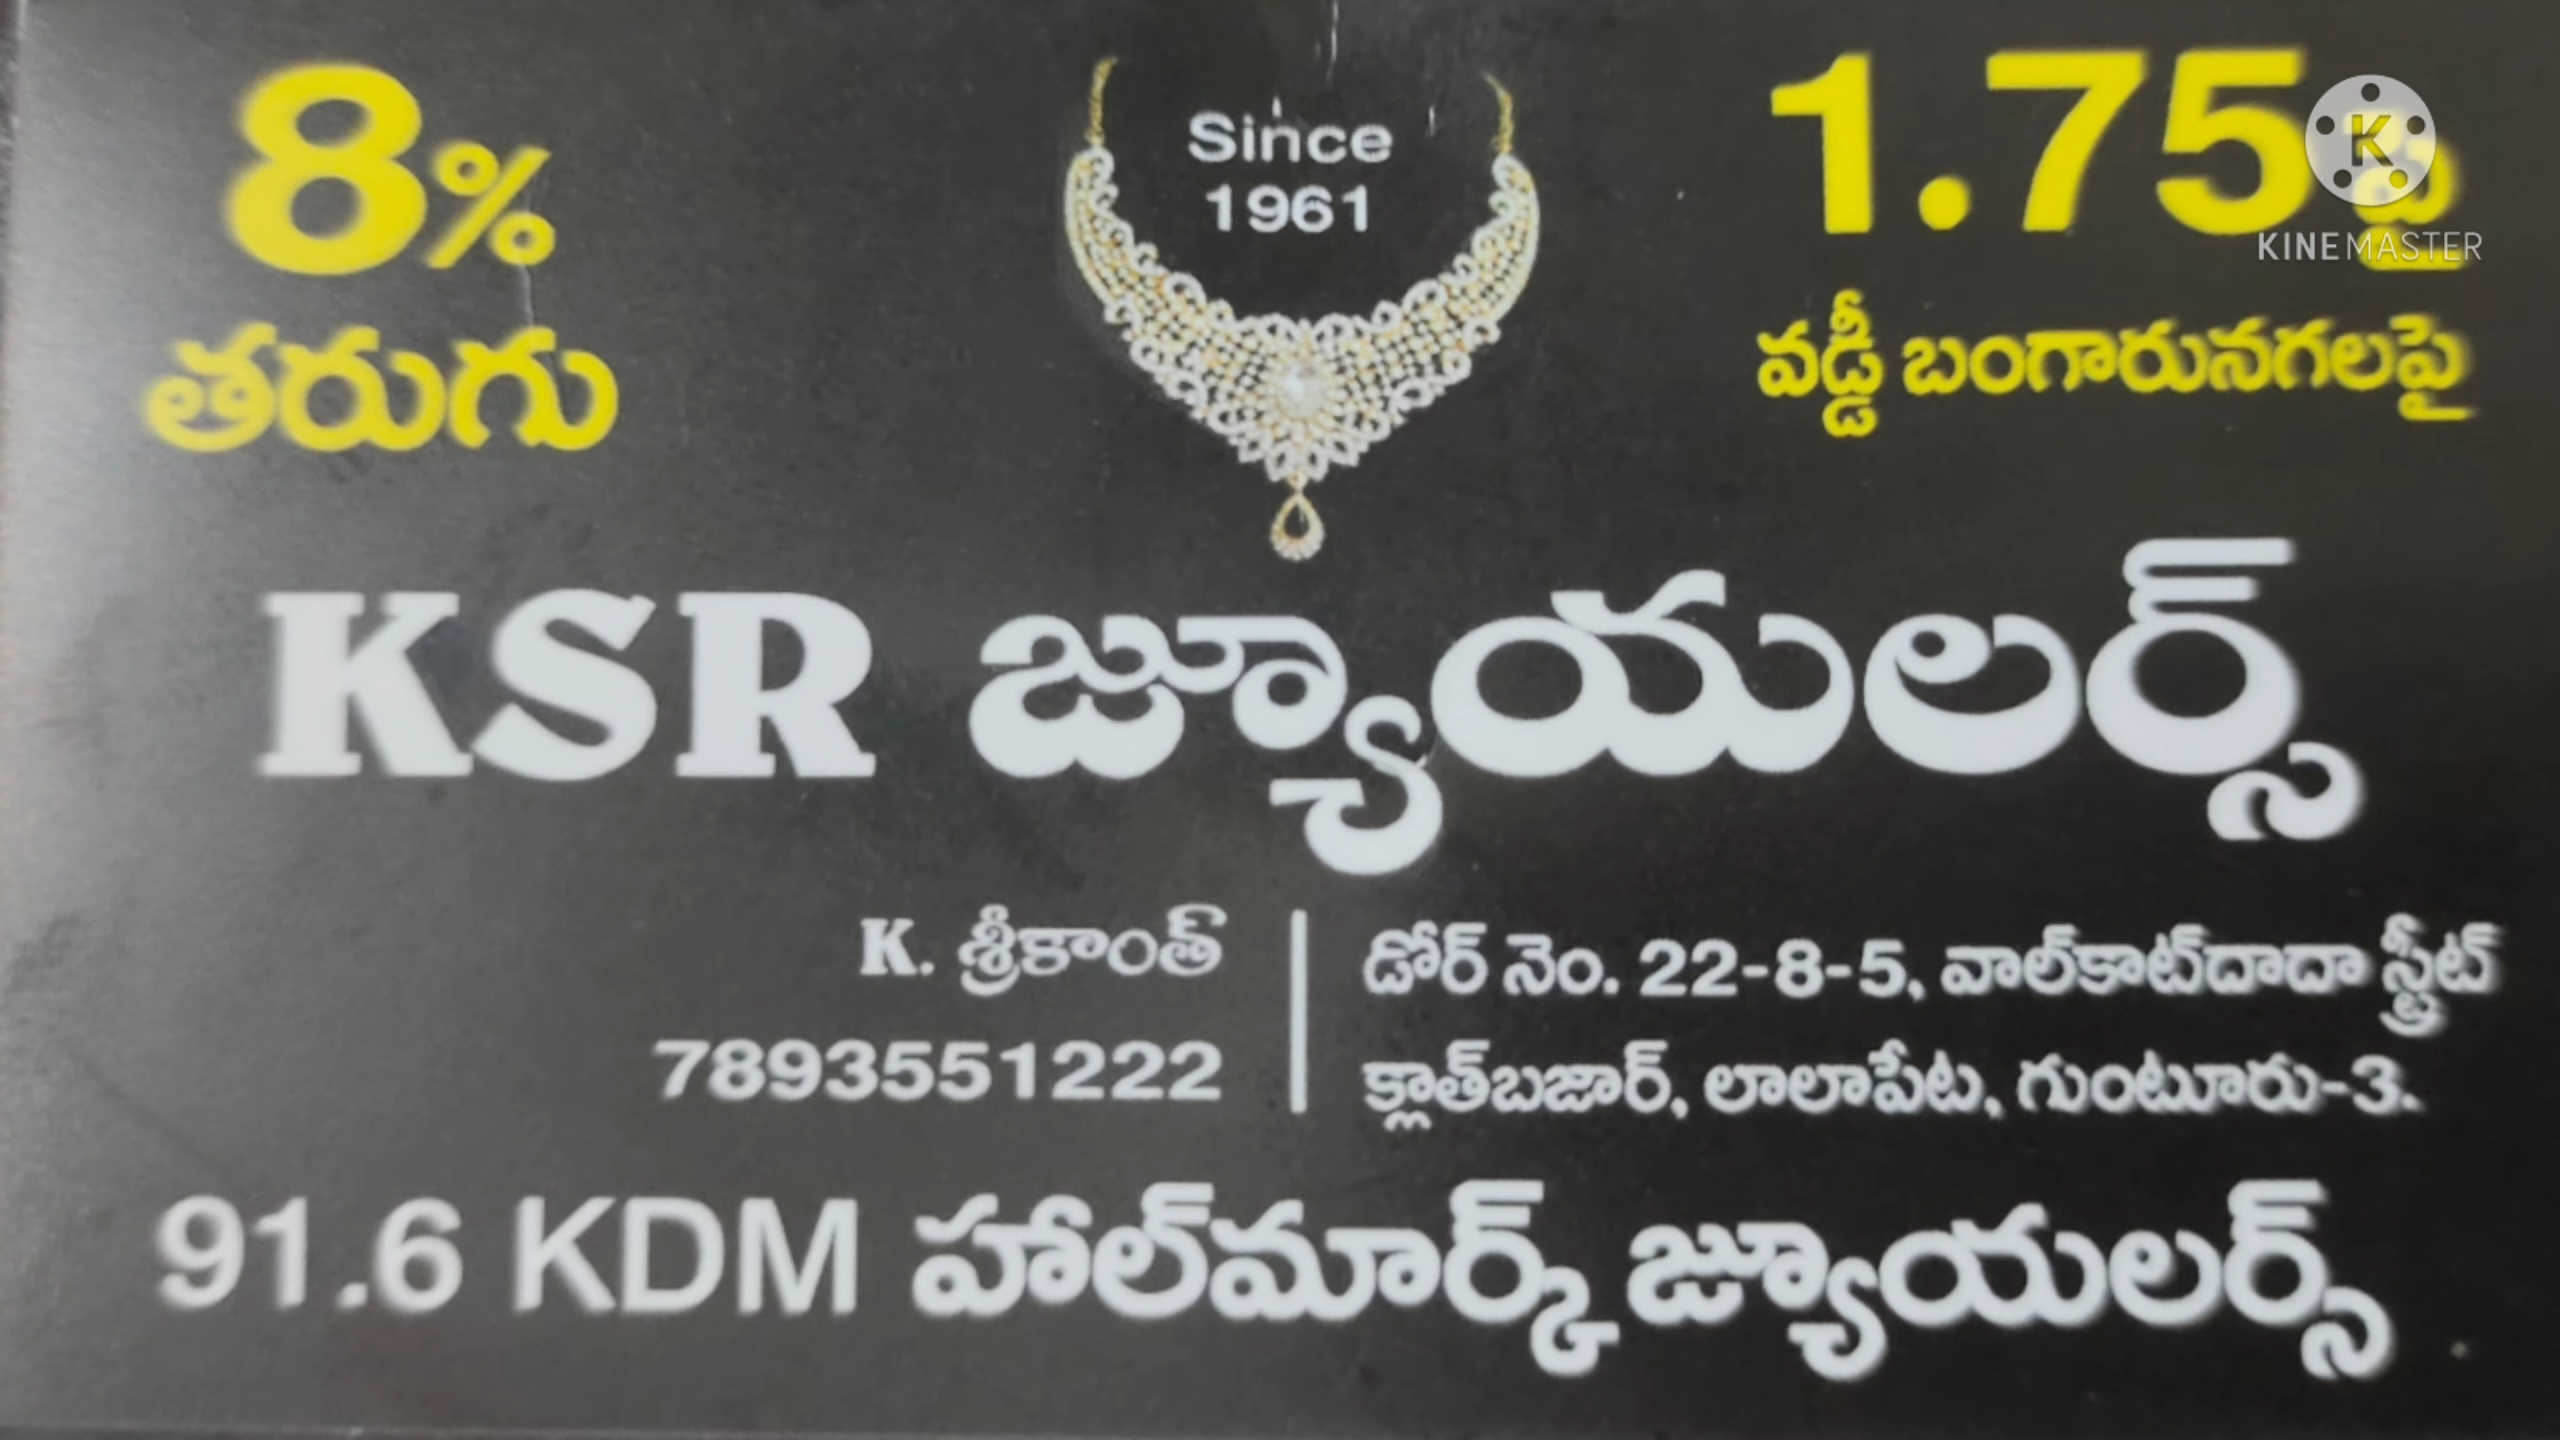 8%
తరుగు
Since
1961
1.75
వడ్డీ బంగారునగలపై
KINEMASTER
KSR జ్యూయలర్స్
K. శ్రీకాంత్
7893551222
డోర్ నెం. 22-8-5, వాల్‌కాట్‌దాదా స్ట్రీట్
క్లాత్‌బజార్, లాలాపేట, గుంటూరు-3.
91.6 KDM హాల్‌మార్క్ జ్యూయలర్స్